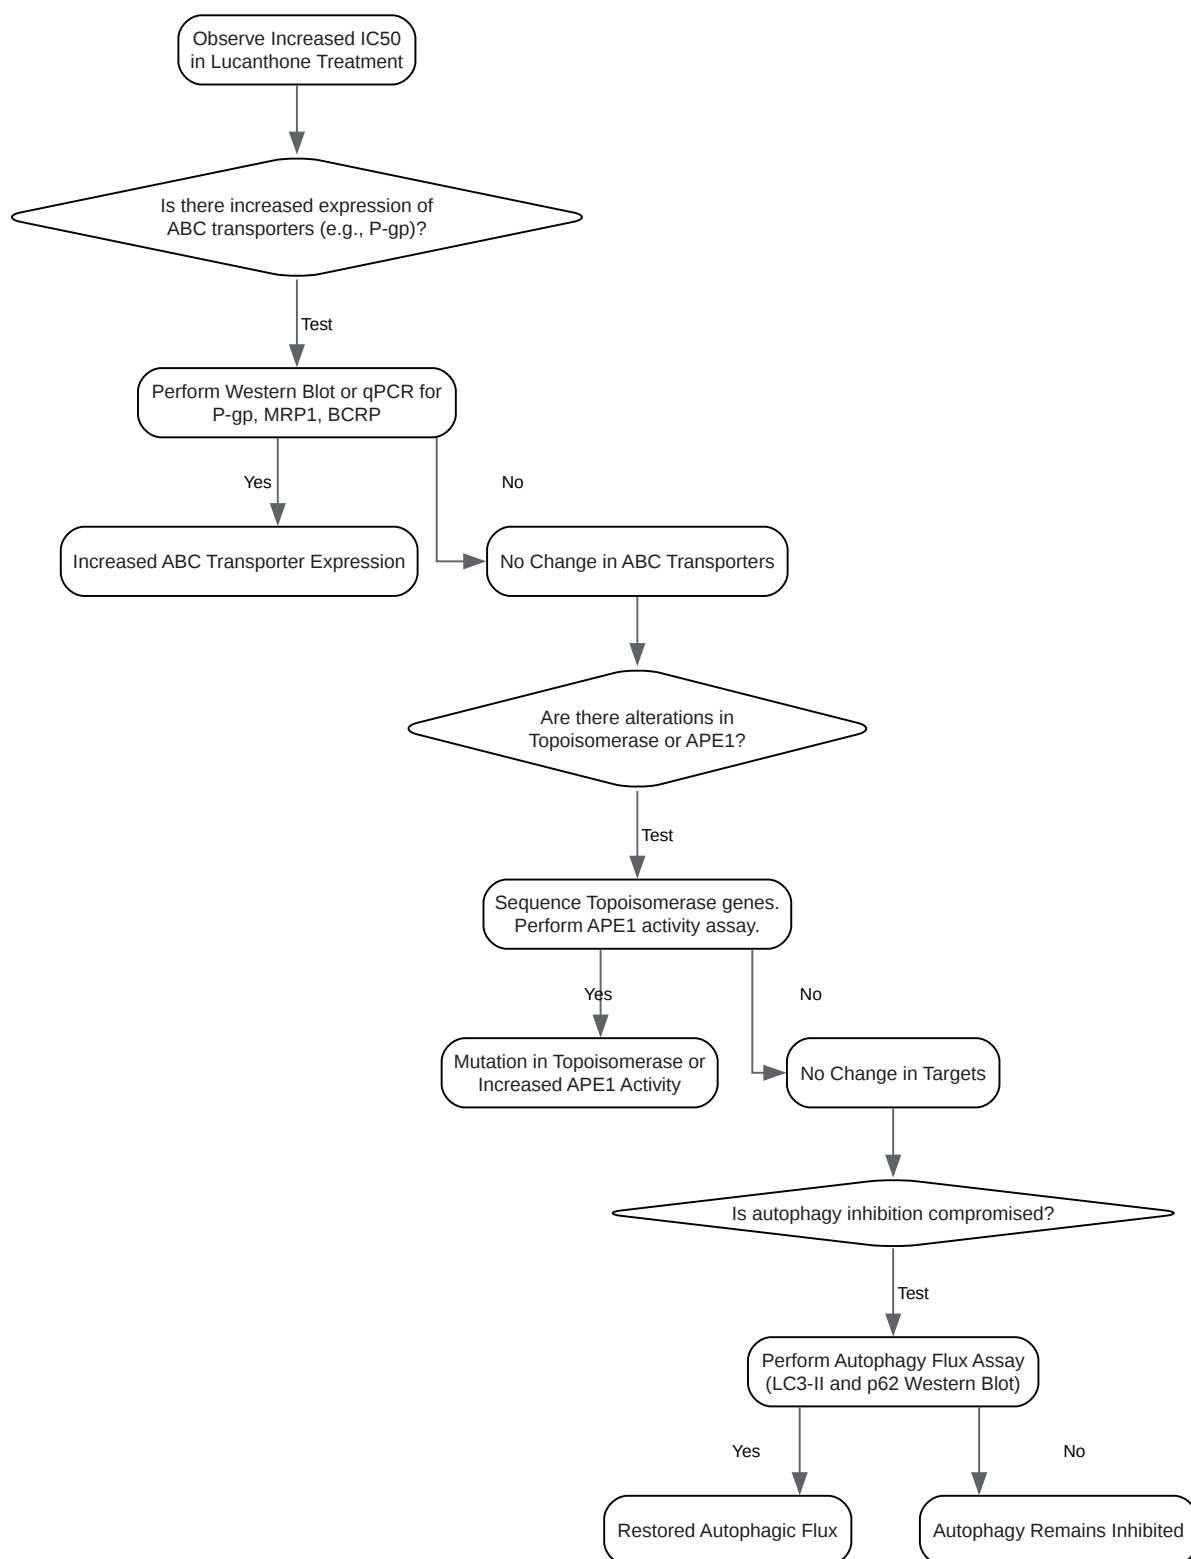 Observe Increased IC50
in Lucanthone Treatment
Is there increased expression of
ABC transporters (e.g., P-gp)?
Test
Perform Western Blot or qPCR for
P-gp, MRP1, BCRP
Yes
No
Increased ABC Transporter Expression
No Change in ABC Transporters
Are there alterations in
Topoisomerase or APE1?
Test
Sequence Topoisomerase genes.
Perform APE1 activity assay.
Yes
No
Mutation in Topoisomerase or
Increased APE1 Activity
No Change in Targets
Is autophagy inhibition compromised?
Test
Perform Autophagy Flux Assay
(LC3-II and p62 Western Blot)
Yes
No
Restored Autophagic Flux
Autophagy Remains Inhibited